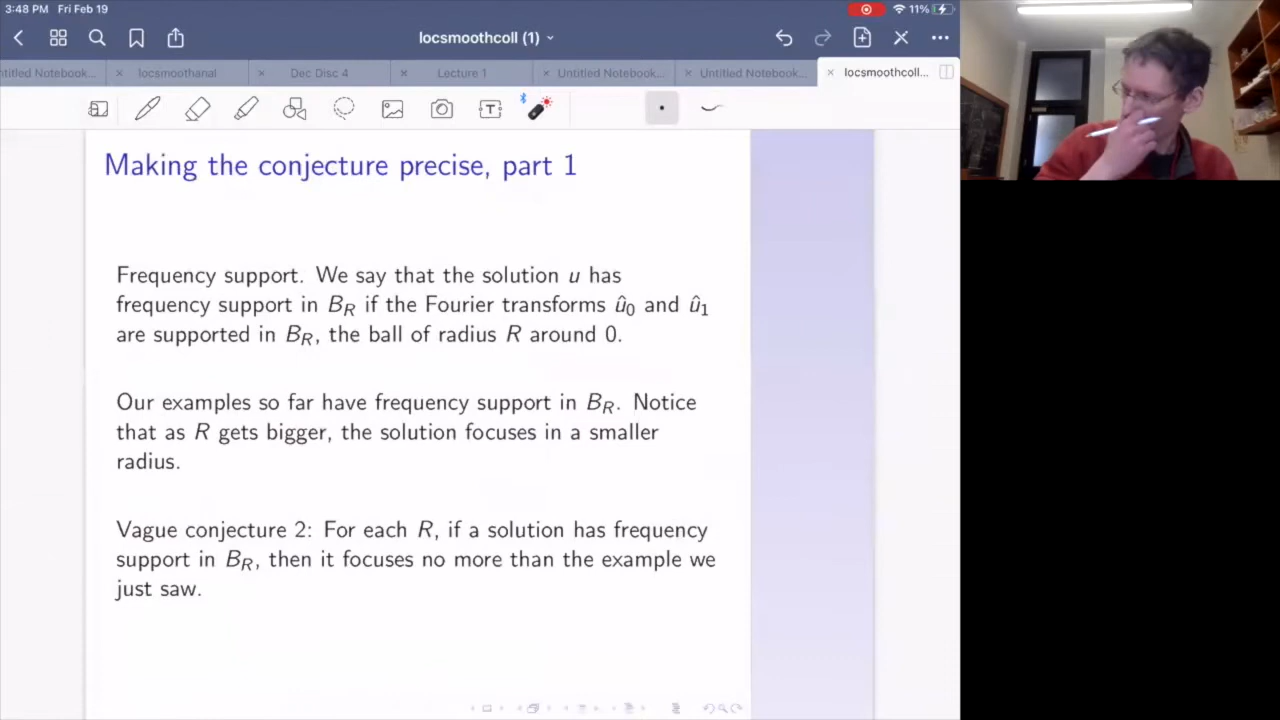 3:48 PM Fri Feb 19
11%
locsmoothcoll (1)
ntitled Notebook...
locsmoothanal
Dec Disc 4
Lecture 1
Untitled Notebook...
Untitled Notebook...
locsmoothcoll...
T
Making the conjecture precise, part 1
Frequency support. We say that the solution u has
frequency support in B_R if the Fourier transforms û₀ and û₁
are supported in B_R, the ball of radius R around 0.
Our examples so far have frequency support in B_R. Notice
that as R gets bigger, the solution focuses in a smaller
radius.
Vague conjecture 2: For each R, if a solution has frequency
support in B_R, then it focuses no more than the example we
just saw.